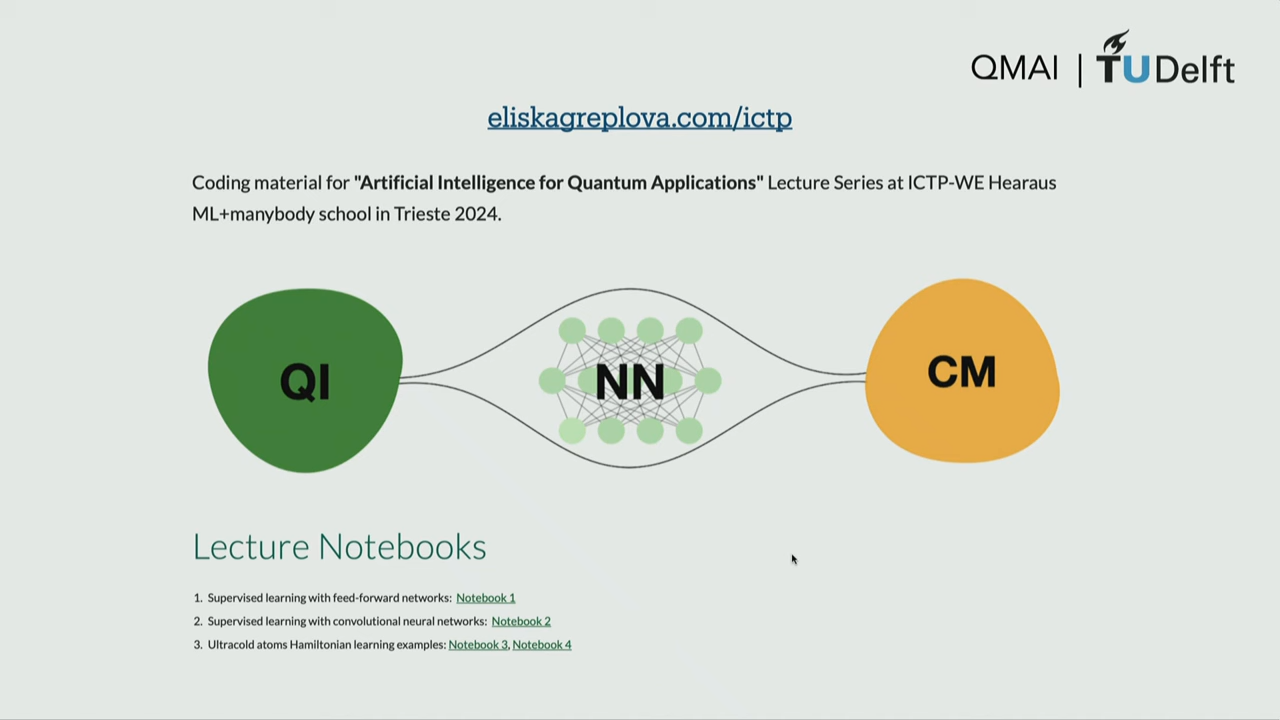 QMAI | TU Delft
eliskagreplova.com/ictp
Coding material for "Artificial Intelligence for Quantum Applications" Lecture Series at ICTP-WE Hearaus
ML+manybody school in Trieste 2024.
QI
NN
CM
Lecture Notebooks
1. Supervised learning with feed-forward networks: Notebook 1
2. Supervised learning with convolutional neural networks: Notebook 2
3. Ultracold atoms Hamiltonian learning examples: Notebook 3, Notebook 4